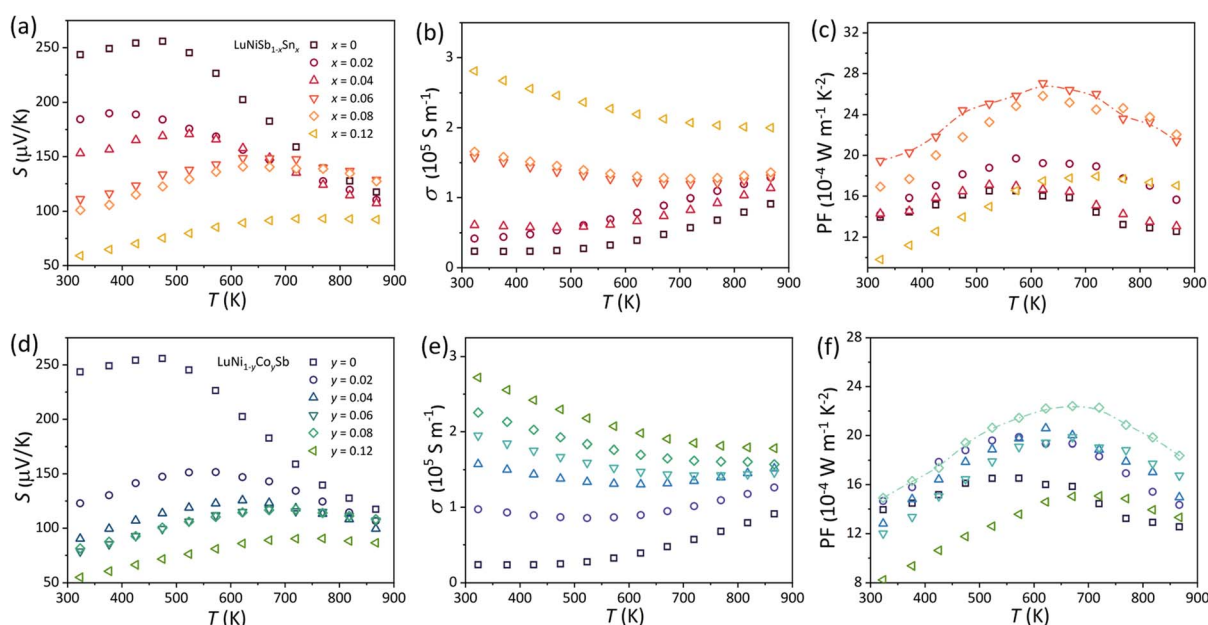 (a)
LuNiSb1-xSnx
x = 0
x = 0.02
x = 0.04
x = 0.06
x = 0.08
x = 0.12
S (μV/K)
250
200
150
100
50
300 400 500 600 700 800 900
T (K)
(b)
σ (10⁵ S m⁻¹)
3
2
1
0
300 400 500 600 700 800 900
T (K)
(c)
PF (10⁻⁴ W m⁻¹ K⁻²)
28
24
20
16
12
300 400 500 600 700 800 900
T (K)
(d)
LuNi1-yCoySb
y = 0
y = 0.02
y = 0.04
y = 0.06
y = 0.08
y = 0.12
S (μV/K)
250
200
150
100
50
300 400 500 600 700 800 900
T (K)
(e)
σ (10⁵ S m⁻¹)
3
2
1
0
300 400 500 600 700 800 900
T (K)
(f)
PF (10⁻⁴ W m⁻¹ K⁻²)
28
24
20
16
12
8
300 400 500 600 700 800 900
T (K)